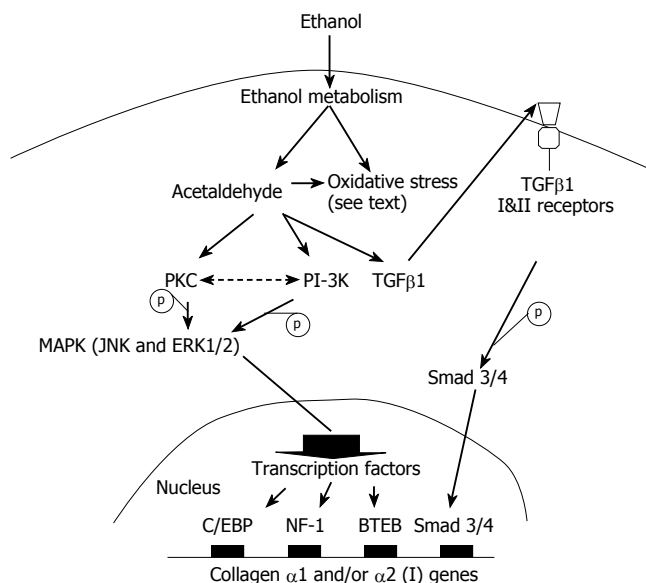 Ethanol
Ethanol metabolism
Acetaldehyde
Oxidative stress
(see text)
TGFβ1
I&II receptors
PKC
PI-3K
TGFβ1
p
p
p
MAPK (JNK and ERK1/2)
Smad 3/4
Transcription factors
Nucleus
C/EBP
NF-1
BTEB
Smad 3/4
Collagen α1 and/or α2 (I) genes